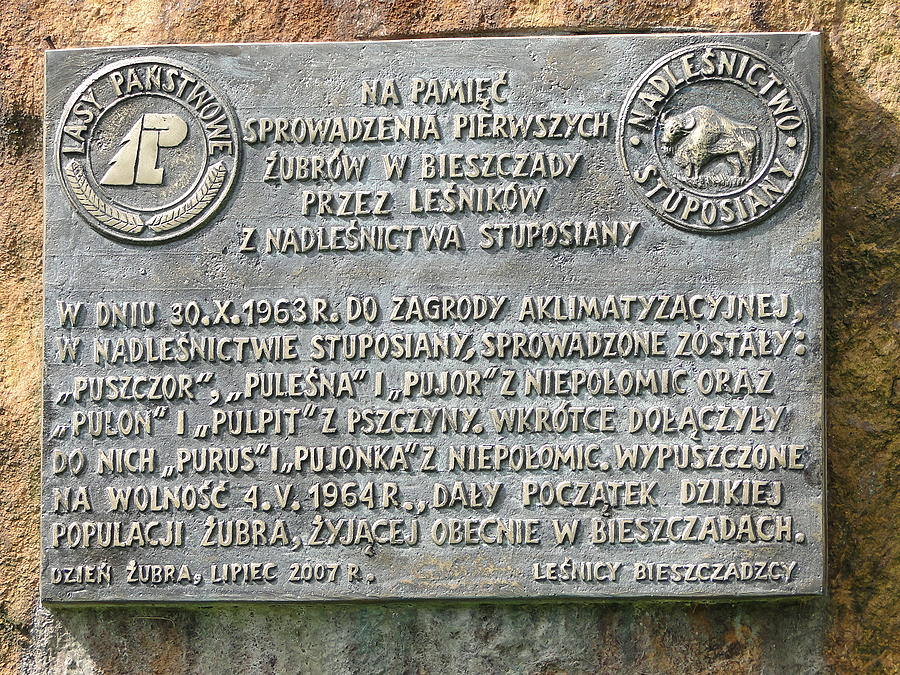 LASY PAŃSTWOWE
LP
NA PAMIĘĆ
SPROWADZENIA PIERWSZYCH
ŻUBRÓW W BIESZCZADY
PRZEZ LEŚNIKÓW
Z NADLEŚNICTWA STUPOSIANY
NADLEŚNICTWO
STUPOSIANY
W DNIU 30.X.1963 R. DO ZAGRODY AKLIMATYZACYJNEJ,
W NADLEŚNICTWIE STUPOSIANY, SPROWADZONE ZOSTAŁY:
„PUSZCZOR“, „PULEŚNA“ I „PUJOR“ Z NIEPOŁOMIC ORAZ
„PULON“ I „PULPIT“ Z PSZCZYNY. WKRÓTCE DOŁĄCZYŁY
DO NICH „PURUS“ I „PUJONKA“ Z NIEPOŁOMIC. WYPUSZCZONE
NA WOLNOŚĆ 4.V.1964 R., DAŁY POCZĄTEK DZIKIEJ
POPULACJI ŻUBRA, ŻYJĄCEJ OBECNIE W BIESZCZADACH.
DZIEŃ ŻUBRA, LIPIEC 2007 R. LEŚNICY BIESZCZADZCY